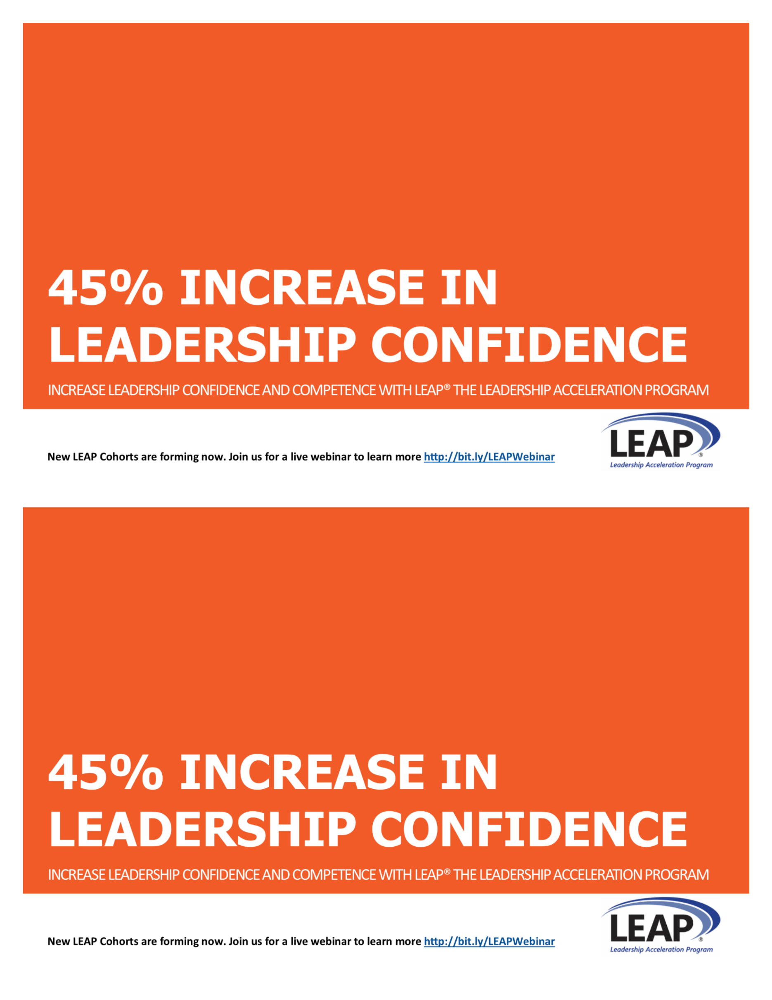 45% INCREASE IN
LEADERSHIP CONFIDENCE
INCREASE LEADERSHIP CONFIDENCE AND COMPETENCE WITH LEAP® THE LEADERSHIP ACCELERATION PROGRAM
New LEAP Cohorts are forming now. Join us for a live webinar to learn more http://bit.ly/LEAPWebinar
LEAP®
Leadership Acceleration Program
45% INCREASE IN
LEADERSHIP CONFIDENCE
INCREASE LEADERSHIP CONFIDENCE AND COMPETENCE WITH LEAP® THE LEADERSHIP ACCELERATION PROGRAM
New LEAP Cohorts are forming now. Join us for a live webinar to learn more http://bit.ly/LEAPWebinar
LEAP®
Leadership Acceleration Program